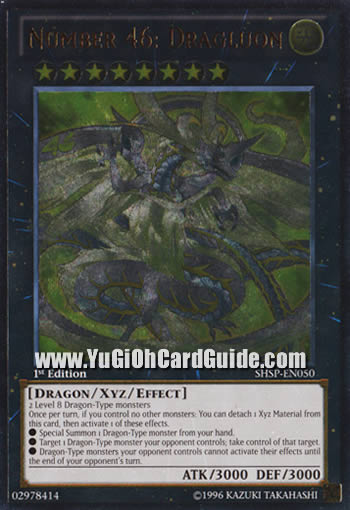 NUMBER 46: DRAGLUON
www.YuGiOhCardGuide.com
1st Edition
SHSP-EN050
[DRAGON/XYZ/EFFECT]
2 Level 8 Dragon-Type monsters
Once per turn, if you control no other monsters: You can detach 1 Xyz Material from
this card, then activate 1 of these effects.
● Special Summon 1 Dragon-Type monster from your hand.
● Target 1 Dragon-Type monster your opponent controls; take control of that target.
● Dragon-Type monsters your opponent controls cannot activate their effects until
the end of your opponent's turn.
ATK/3000 DEF/3000
02978414
©1996 KAZUKI TAKAHASHI